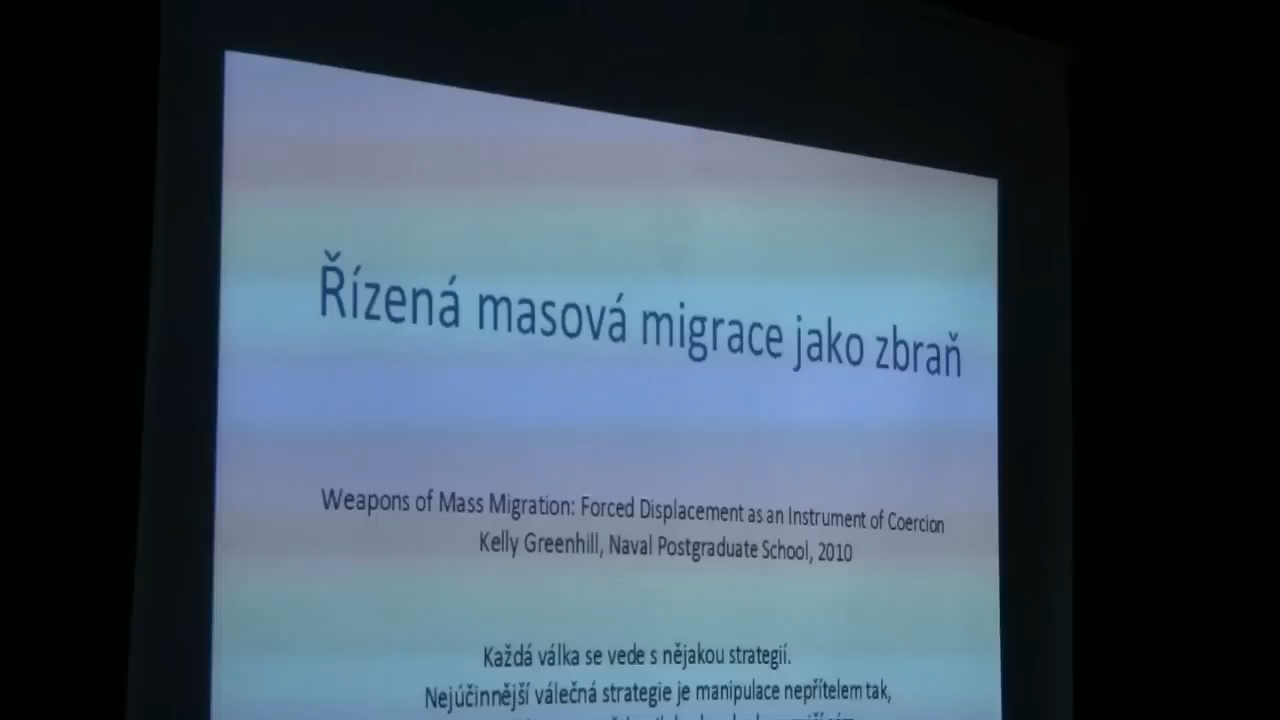 Řízená masová migrace jako zbraň
Weapons of Mass Migration: Forced Displacement as an Instrument of Coercion
Kelly Greenhill, Naval Postgraduate School, 2010
Každá válka se vede s nějakou strategií.
Nejúčinnější válečná strategie je manipulace nepřítelem tak,